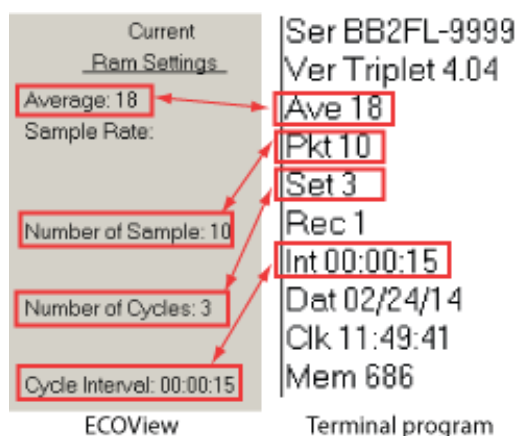 Current
Ram Settings
Average: 18
Sample Rate:
Number of Sample: 10
Number of Cycles: 3
Cycle Interval: 00:00:15
ECOView
Ser BB2FL-9999
Ver Triplet 4.04
Ave 18
Pkt 10
Set 3
Rec 1
Int 00:00:15
Dat 02/24/14
Clk 11:49:41
Mem 686
Terminal program